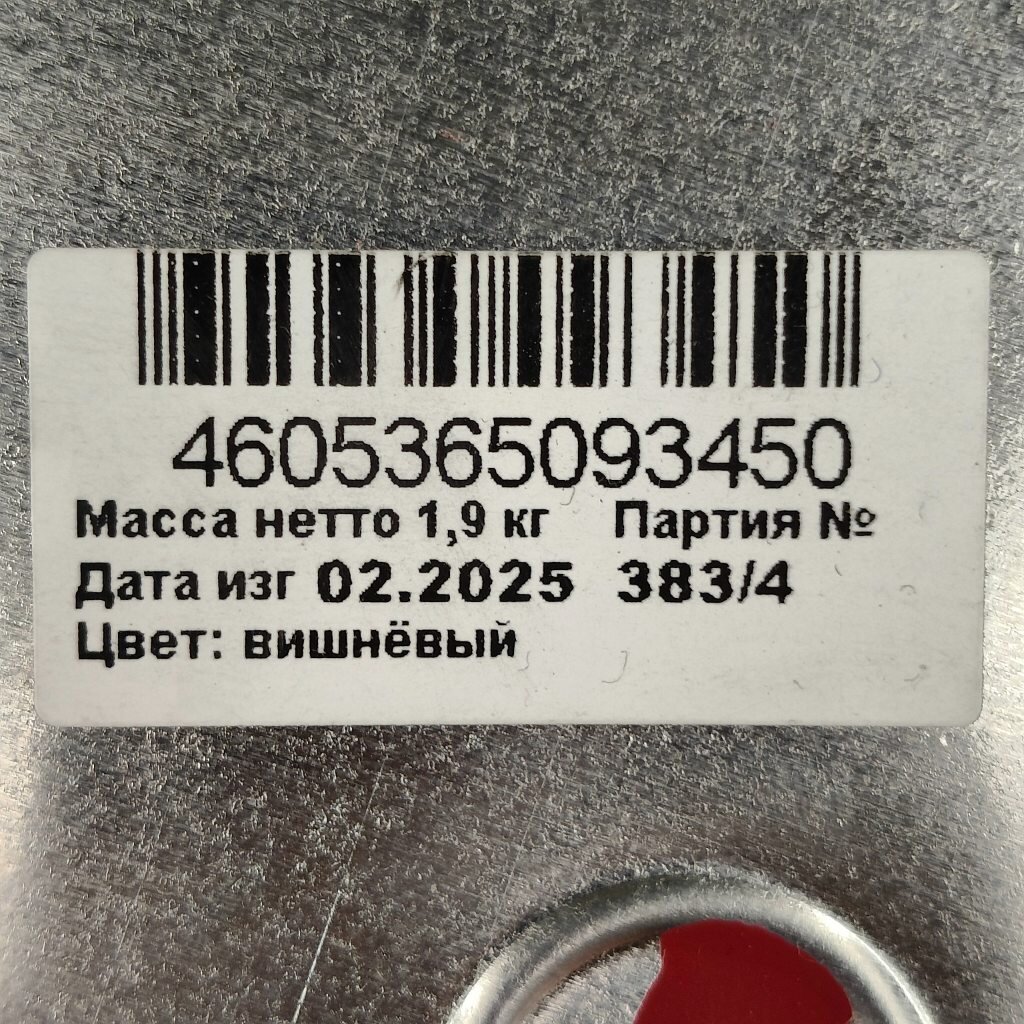 4605365093450
Масса нетто 1,9 кг Партия №
Дата изг 02.2025 383/4
Цвет: вишнёвый